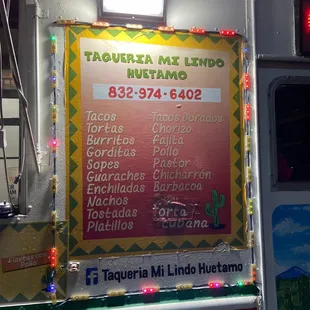 TAQUERIA MI LINDO
HUETAMO
832-974-6402
Tacos
Tortas
Burritos
Gorditas
Sopes
Guaraches
Enchiladas
Nachos
Tostadas
Platillos
Tacos Dorados
Chorizo
Fajita
Pollo
Pastor
Chicharrón
Barbacoa
Torta
Cubana
f Taqueria Mi Lindo Huetamo